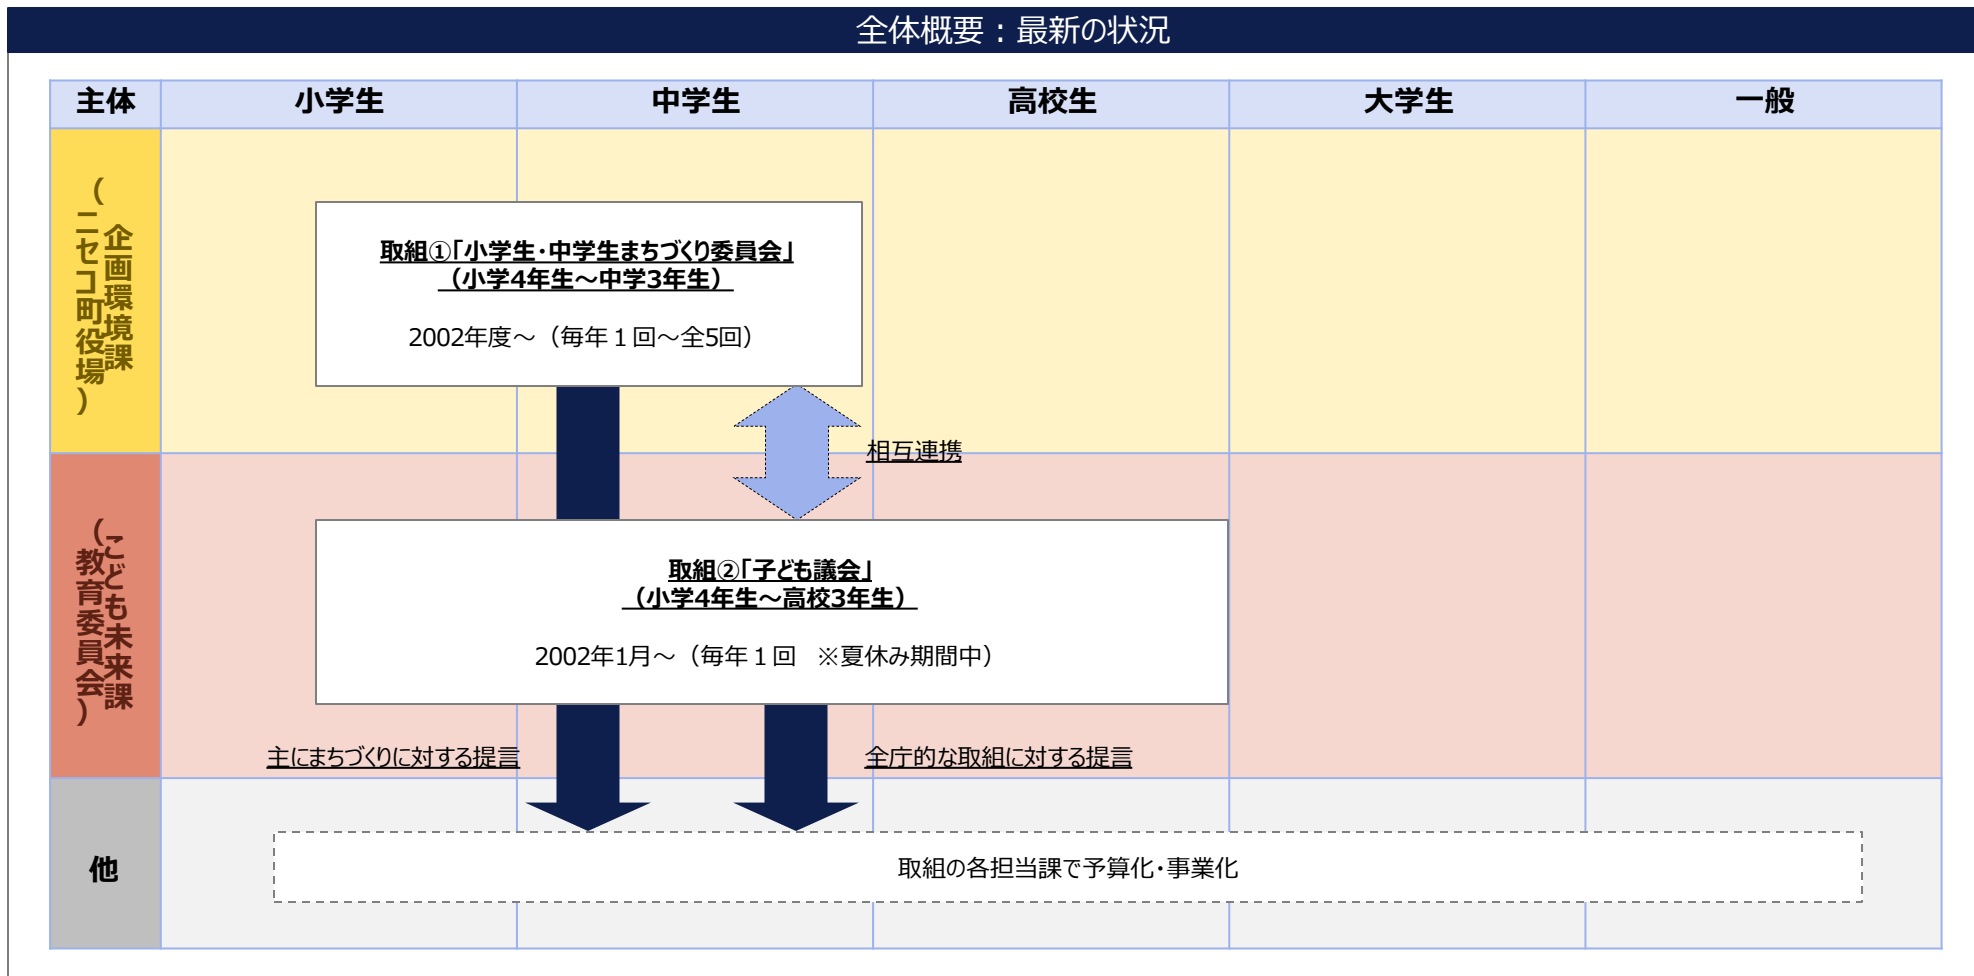 全体概要：最新の状況
主体
小学生
中学生
高校生
大学生
一般
企画環境課
（ニセコ町役場）
取組①「小学生・中学生まちづくり委員会」
（小学4年生～中学3年生）
2002年度～（毎年１回～全5回）
相互連携
こども未来課
（教育委員会）
取組②「子ども議会」
（小学4年生～高校3年生）
2002年1月～（毎年１回　※夏休み期間中）
主にまちづくりに対する提言
全庁的な取組に対する提言
他
取組の各担当課で予算化・事業化